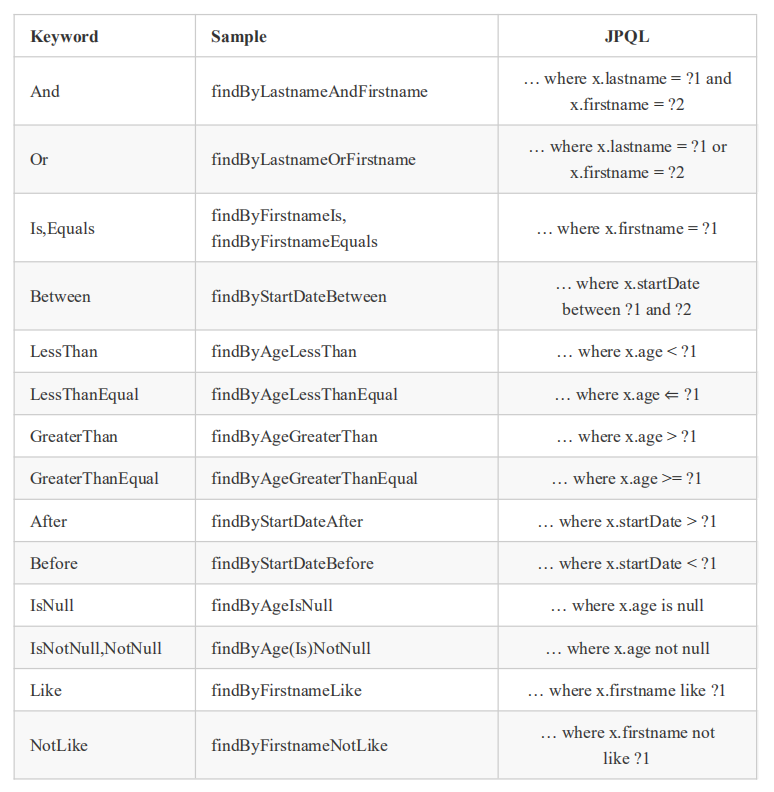 Keyword Sample JPQL
And findByLastnameAndFirstname … where x.lastname = ?1 and
x.firstname = ?2
Or findByLastnameOrFirstname … where x.lastname = ?1 or
x.firstname = ?2
Is,Equals findByFirstnameIs,
findByFirstnameEquals … where x.firstname = ?1
Between findByStartDateBetween … where x.startDate
between ?1 and ?2
LessThan findByAgeLessThan … where x.age < ?1
LessThanEqual findByAgeLessThanEqual … where x.age ⇐ ?1
GreaterThan findByAgeGreaterThan … where x.age > ?1
GreaterThanEqual findByAgeGreaterThanEqual … where x.age >= ?1
After findByStartDateAfter … where x.startDate > ?1
Before findByStartDateBefore … where x.startDate < ?1
IsNull findByAgeIsNull … where x.age is null
IsNotNull,NotNull findByAge(Is)NotNull … where x.age not null
Like findByFirstnameLike … where x.firstname like ?1
NotLike findByFirstnameNotLike … where x.firstname not
like ?1